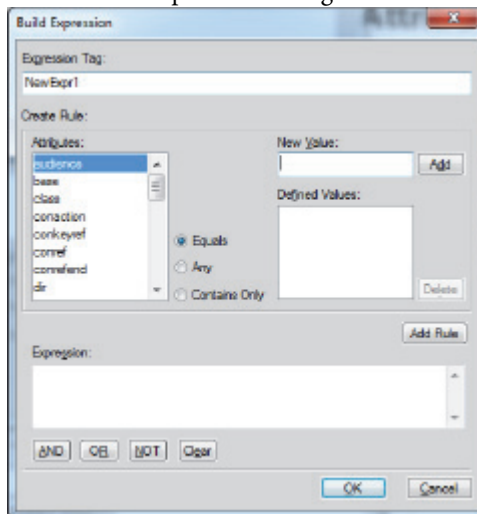 Build Expression
Expression Tag:
NewExpr1
Create Rule:
Attributes:
New Value:
audience
Add
base
class
Defined Values:
conaction
conkeyref
Equals
conref
Any
conrefend
dir
Contains Only
Delete
Add Rule
Expression:
AND OR NOT Clear
OK Cancel